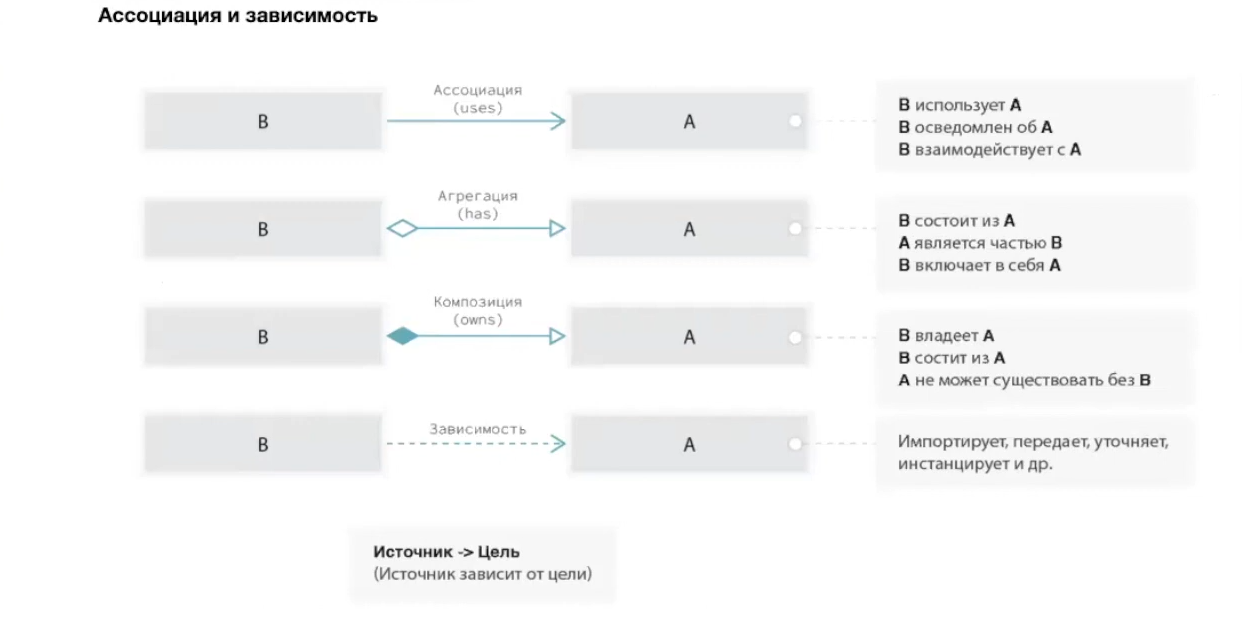 Ассоциация и зависимость
B
Ассоциация
(uses)
A
B использует A
B осведомлен об A
B взаимодействует с A
B
Агрегация
(has)
A
B состоит из A
A является частью B
B включает в себя A
B
Композиция
(owns)
A
B владеет A
B состит из A
A не может существовать без B
B
Зависимость
A
Импортирует, передает, уточняет,
инстанцирует и др.
Источник -> Цель
(Источник зависит от цели)